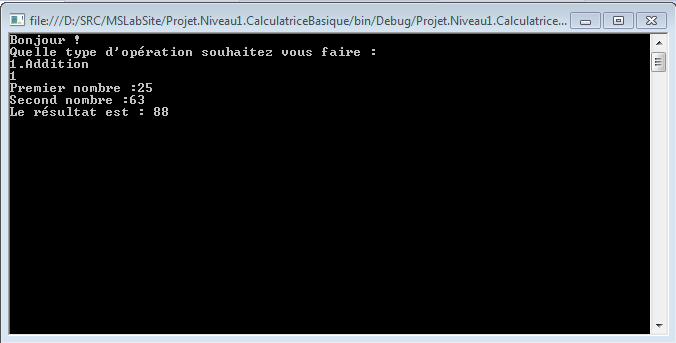 file:///D:/SRC/MSLabSite/Projet.Niveau1.CalculatriceBasique/bin/Debug/Projet.Niveau1.Calculatrice...
Bonjour !
Quelle type d'opération souhaitez vous faire :
1.Addition
1
Premier nombre :25
Second nombre :63
Le résultat est : 88